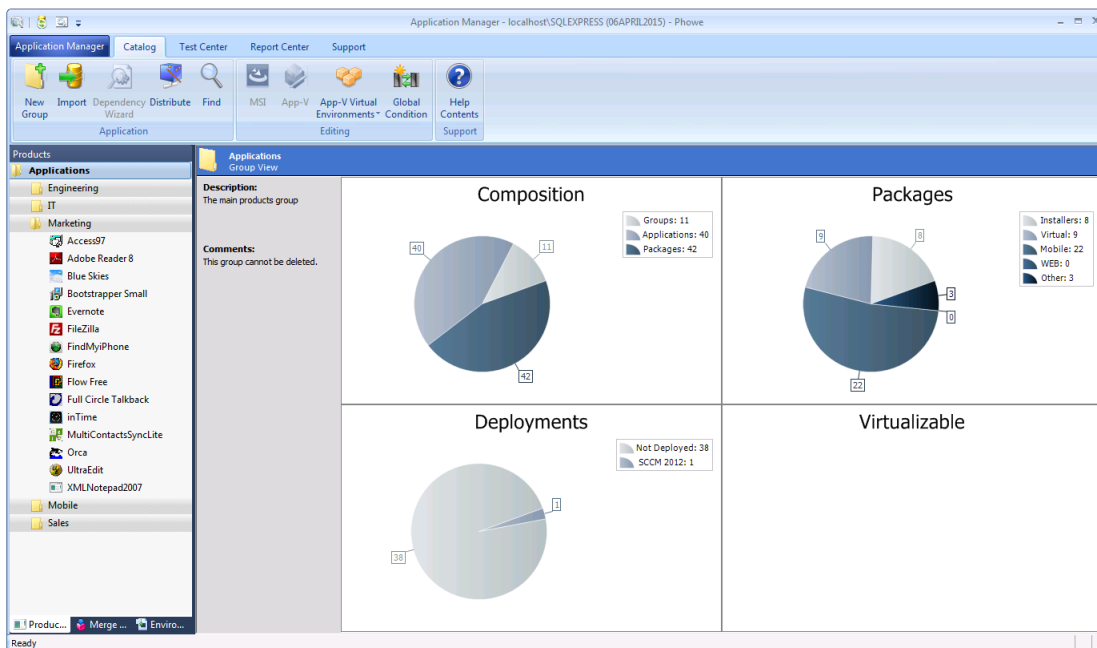 Application Manager - localhost\SQLEXPRESS (06APRIL2015) - Phowe
Application Manager Catalog Test Center Report Center Support
New Group
Import
Dependency Wizard
Distribute
Find
Application
MSI
App-V
App-V Virtual Environments
Global Condition
Editing
Help Contents
Support
Products
Applications
Engineering
IT
Marketing
Access97
Adobe Reader 8
Blue Skies
Bootstrapper Small
Evernote
FileZilla
FindMyiPhone
Firefox
Flow Free
Full Circle Talkback
inTime
MultiContactsSyncLite
Orca
UltraEdit
XMLNotepad2007
Mobile
Sales
Produc...
Merge ...
Enviro...
Applications
Group View
Description:
The main products group
Comments:
This group cannot be deleted.
Composition
Groups: 11
Applications: 40
Packages: 42
40
11
42
Packages
Installers: 8
Virtual: 9
Mobile: 22
WEB: 0
Other: 3
9
8
3
0
22
Deployments
Not Deployed: 38
SCCM 2012: 1
1
38
Virtualizable
Ready